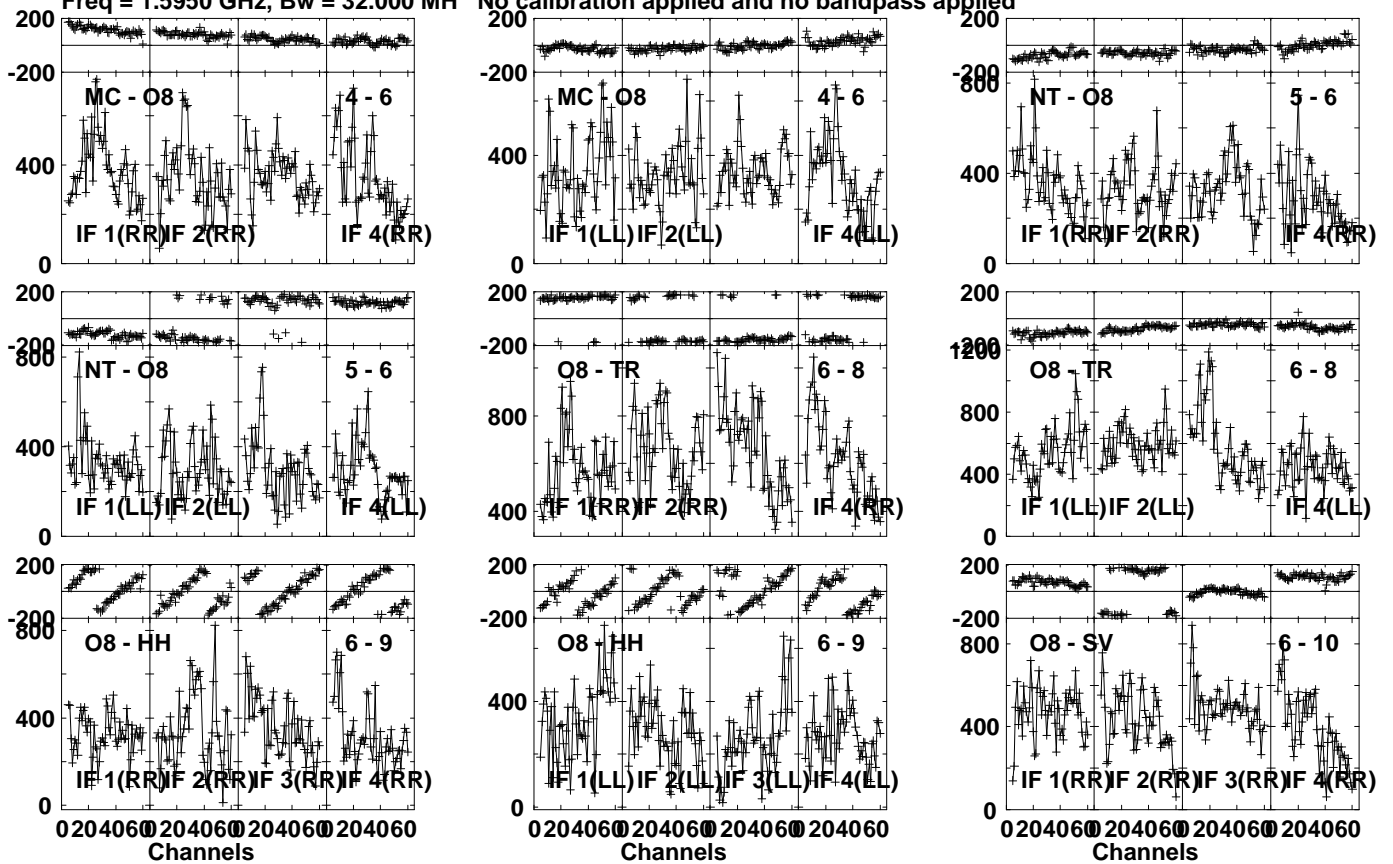 Freq = 1.5950 GHz, Bw = 32.000 MH No calibration applied and no bandpass applied
200
-200
MC - O8 4 - 6
400
IF 1(RR) IF 2(RR) IF 4(RR)
0
MC - O8 4 - 6
400
IF 1(LL) IF 2(LL) IF 4(LL)
0
200
-200
800
NT - O8 5 - 6
400
IF 1(RR) IF 2(RR) IF 4(RR)
0
200
-200
800
NT - O8 5 - 6
400
IF 1(LL) IF 2(LL) IF 4(LL)
0
200
-200
O8 - TR 6 - 8
800
IF 1(RR) IF 2(RR) IF 4(RR)
400
200
-200
1200
O8 - TR 6 - 8
800
400
IF 1(LL) IF 2(LL) IF 4(LL)
0
200
-200
800
O8 - HH 6 - 9
400
IF 1(RR) IF 2(RR) IF 3(RR) IF 4(RR)
0
0 20 40 60 0 20 40 60 0 20 40 60 0 20 40 60
Channels
200
-200
O8 - HH 6 - 9
400
IF 1(LL) IF 2(LL) IF 3(LL) IF 4(LL)
0
0 20 40 60 0 20 40 60 0 20 40 60 0 20 40 60
Channels
200
-200
O8 - SV 6 - 10
800
400
IF 1(RR) IF 2(RR) IF 3(RR) IF 4(RR)
0
0 20 40 60 0 20 40 60 0 20 40 60 0 20 40 60
Channels